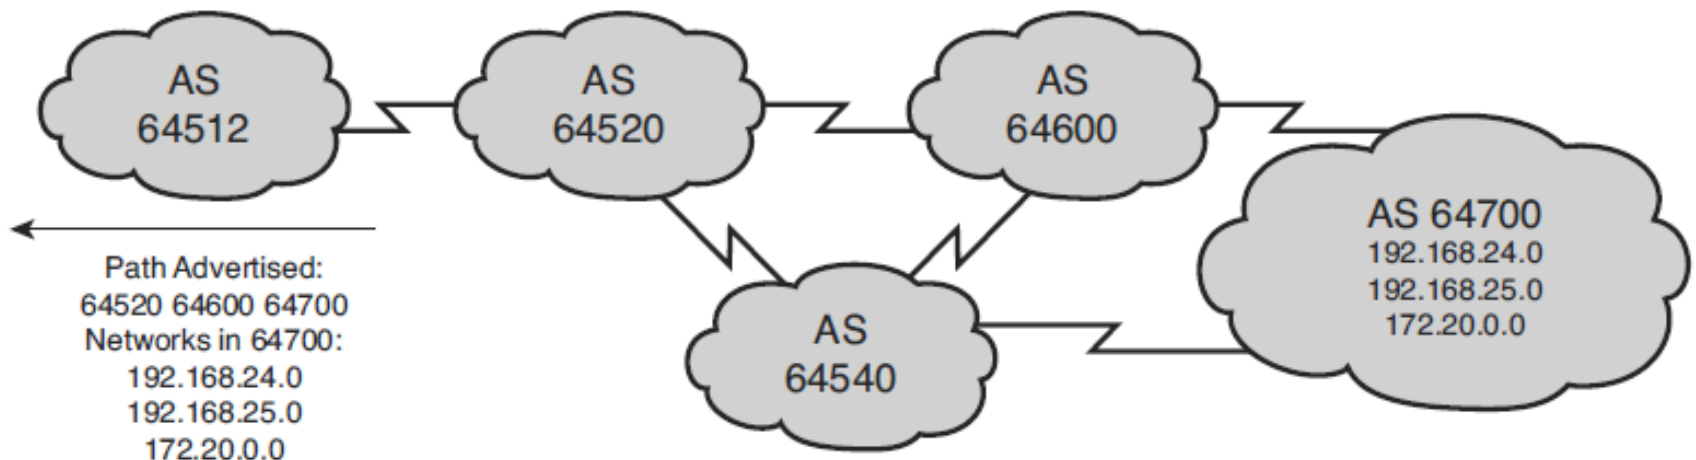 AS
64512
AS
64520
AS
64600
AS 64700
192.168.24.0
192.168.25.0
172.20.0.0
AS
64540
Path Advertised:
64520 64600 64700
Networks in 64700:
192.168.24.0
192.168.25.0
172.20.0.0